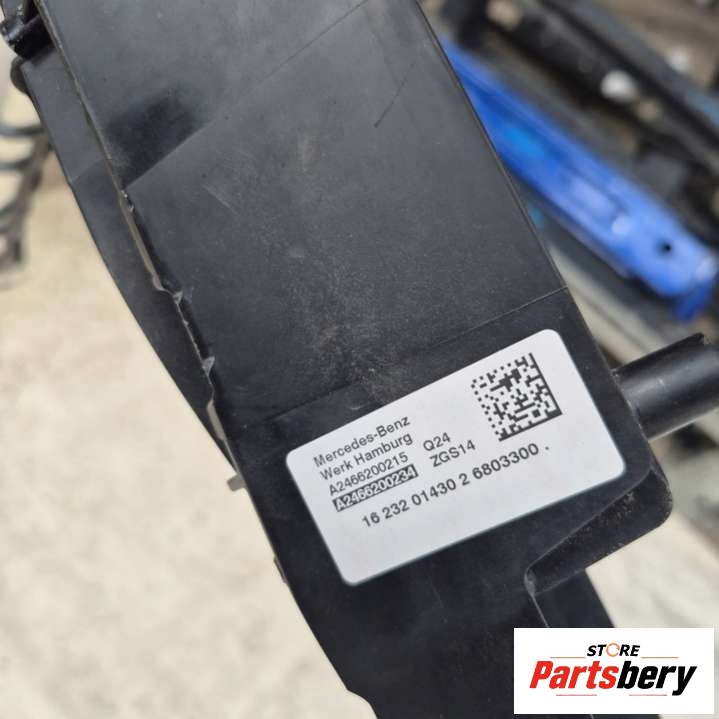 Mercedes-Benz
Werk Hamburg
A2466200215 Q24
A2466200234 ZGS14
16 232 01430 2 6803300 .
STORE
Partsbery